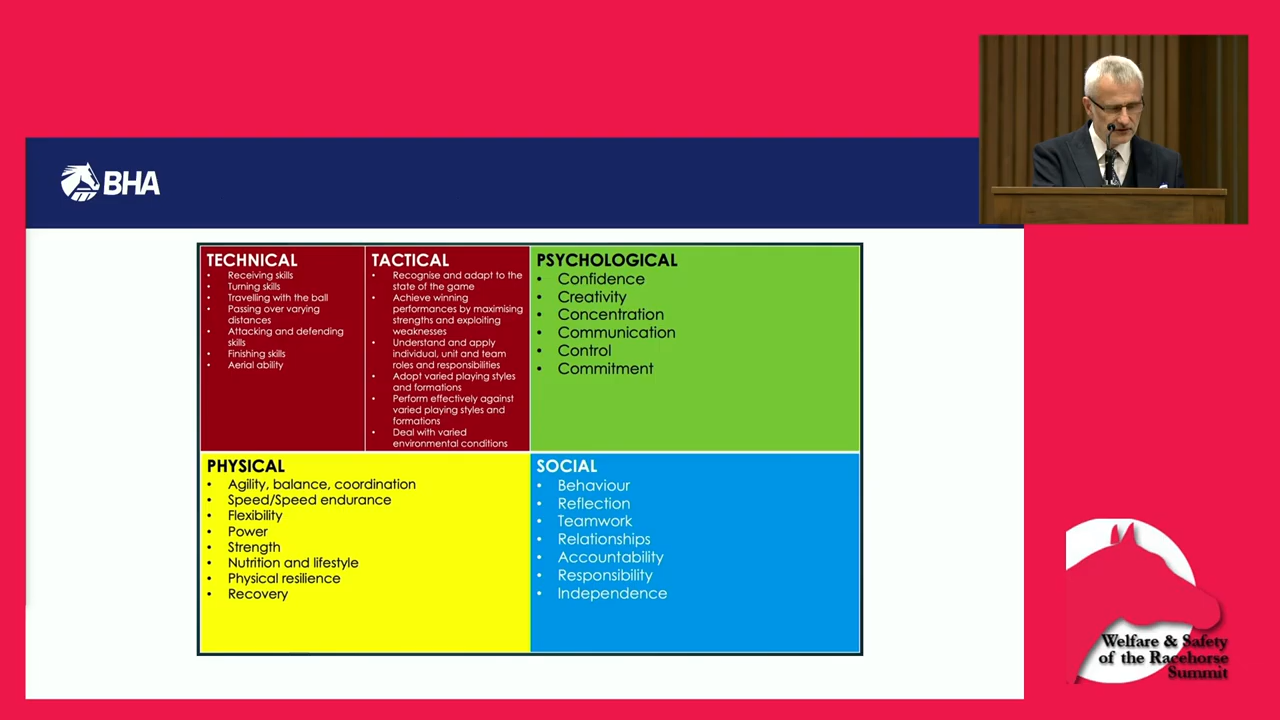 BHA
TECHNICAL
• Receiving skills
• Turning skills
• Travelling with the ball
• Passing over varying
distances
• Attacking and defending
skills
• Finishing skills
• Aerial ability
TACTICAL
• Recognise and adapt to the
state of the game
• Achieve winning
performances by maximising
strengths and exploiting
weaknesses
• Understand and apply
individual, unit and team
roles and responsibilities
• Adopt varied playing styles
and formations
• Perform effectively against
varied playing styles and
formations
• Deal with varied
environmental conditions
PSYCHOLOGICAL
• Confidence
• Creativity
• Concentration
• Communication
• Control
• Commitment
PHYSICAL
• Agility, balance, coordination
• Speed/Speed endurance
• Flexibility
• Power
• Strength
• Nutrition and lifestyle
• Physical resilience
• Recovery
SOCIAL
• Behaviour
• Reflection
• Teamwork
• Relationships
• Accountability
• Responsibility
• Independence
Welfare & Safety
of the Racehorse
Summit